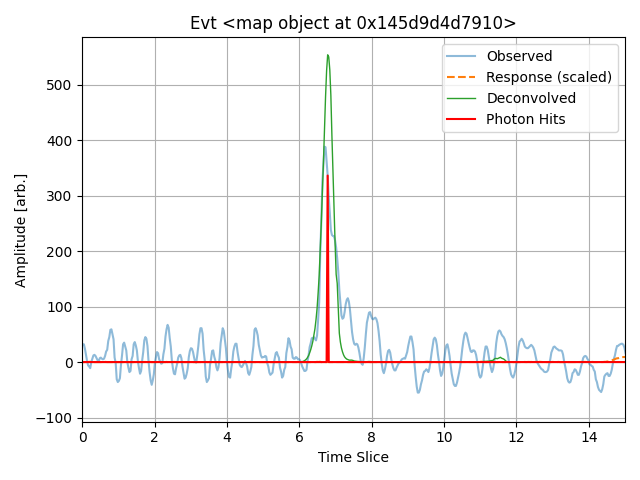 Evt <map object at 0x145d9d4d7910>
Observed
Response (scaled)
Deconvolved
Photon Hits
Amplitude [arb.]
500
400
300
200
100
0
−100
0 2 4 6 8 10 12 14
Time Slice